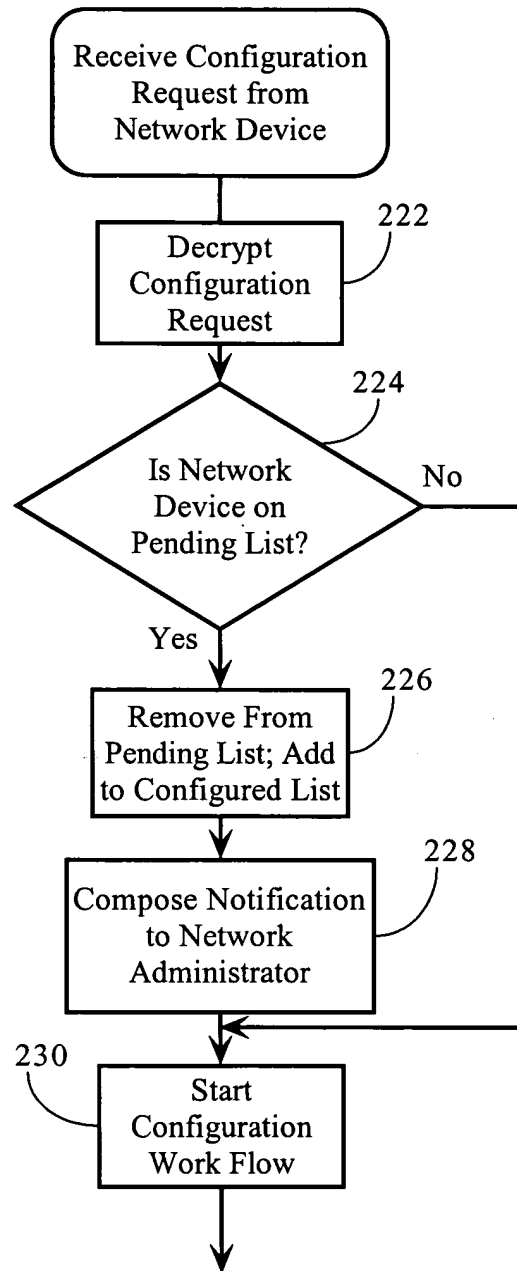 Receive Configuration
Request from
Network Device
222
Decrypt
Configuration
Request
224
Is Network
Device on
Pending List?
No
Yes
226
Remove From
Pending List; Add
to Configured List
228
Compose Notification
to Network
Administrator
230
Start
Configuration
Work Flow